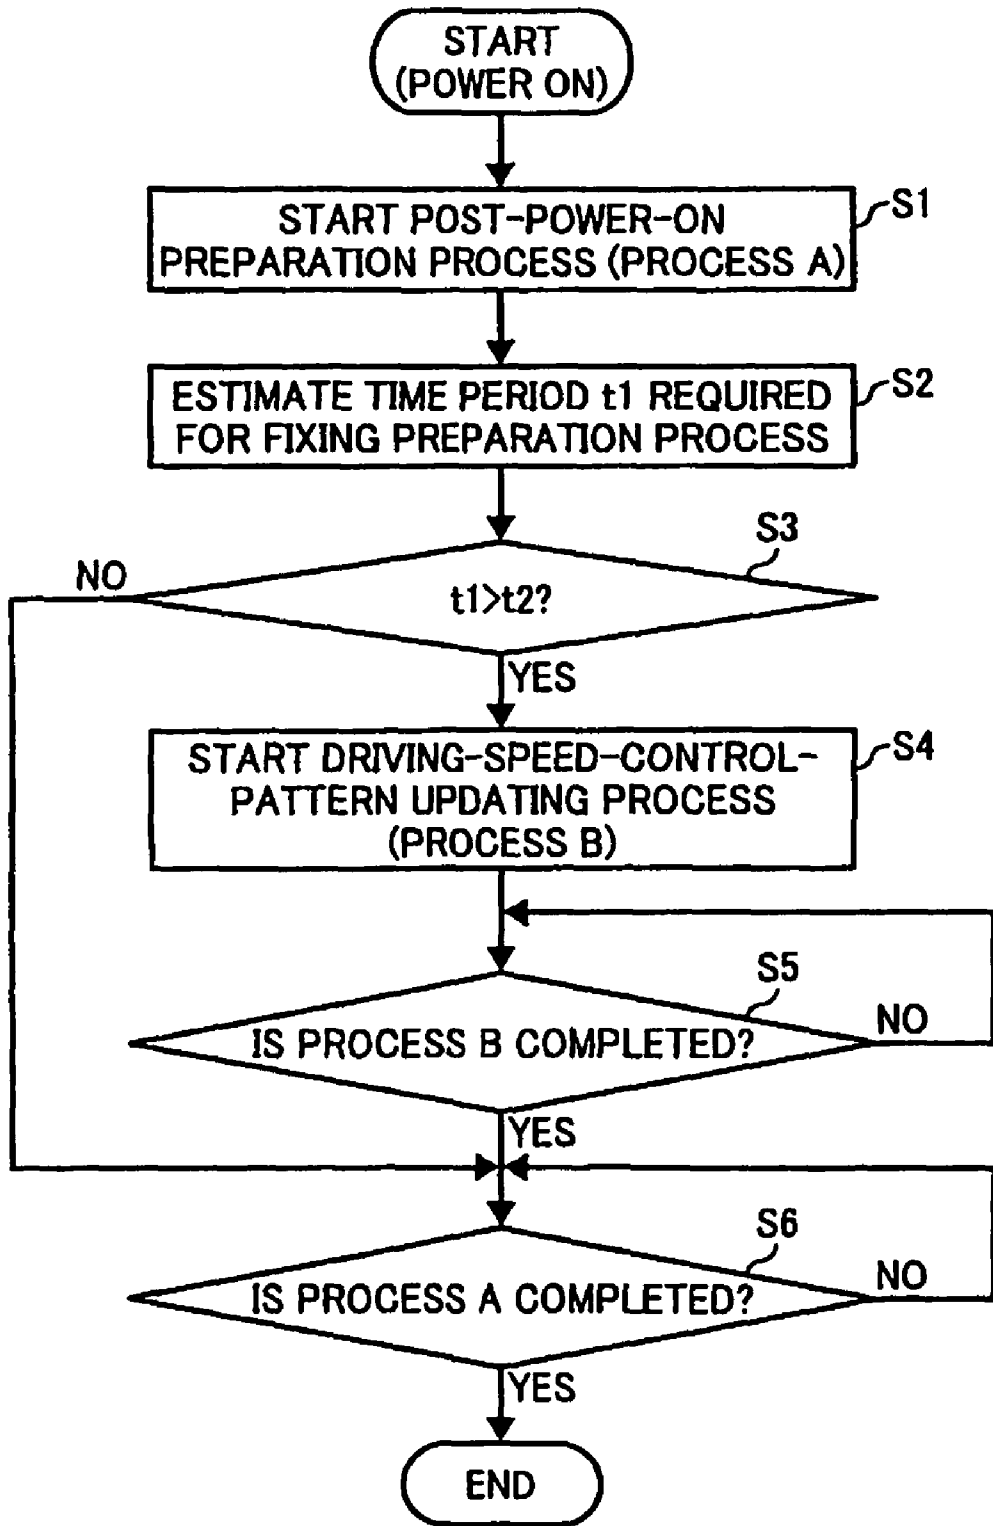 START
(POWER ON)
START POST-POWER-ON
PREPARATION PROCESS (PROCESS A)
S1
ESTIMATE TIME PERIOD t1 REQUIRED
FOR FIXING PREPARATION PROCESS
S2
S3
NO
t1>t2?
YES
START DRIVING-SPEED-CONTROL-
PATTERN UPDATING PROCESS
(PROCESS B)
S4
S5
IS PROCESS B COMPLETED?
NO
YES
S6
IS PROCESS A COMPLETED?
NO
YES
END